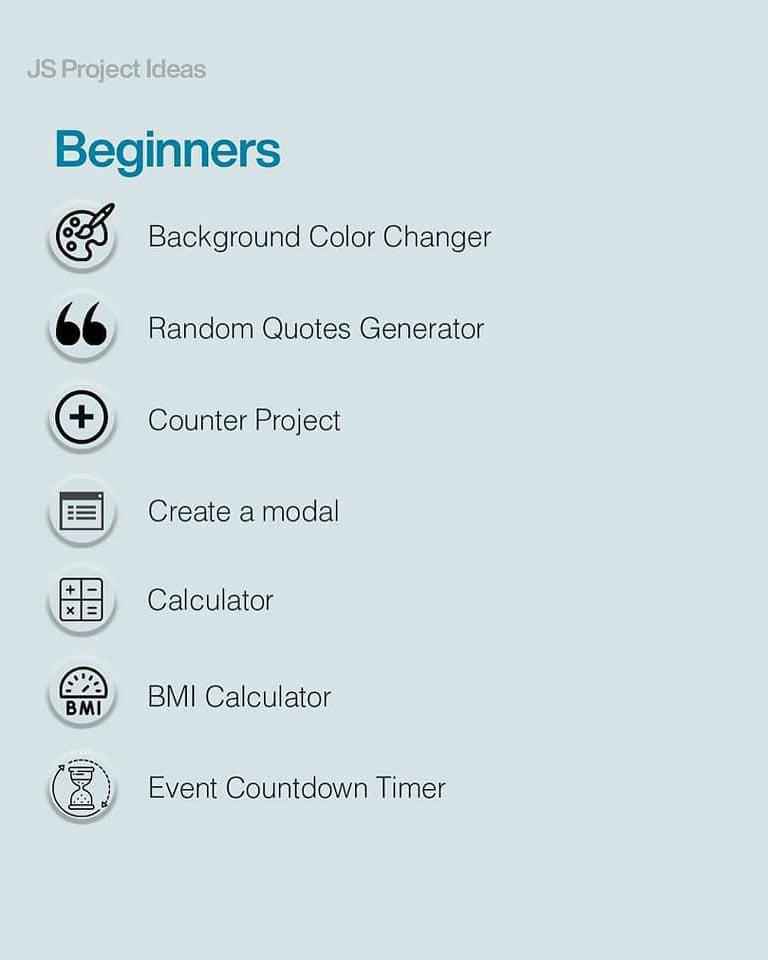 JS Project Ideas
Beginners
Background Color Changer
Random Quotes Generator
Counter Project
Create a modal
Calculator
BMI
BMI Calculator
Event Countdown Timer